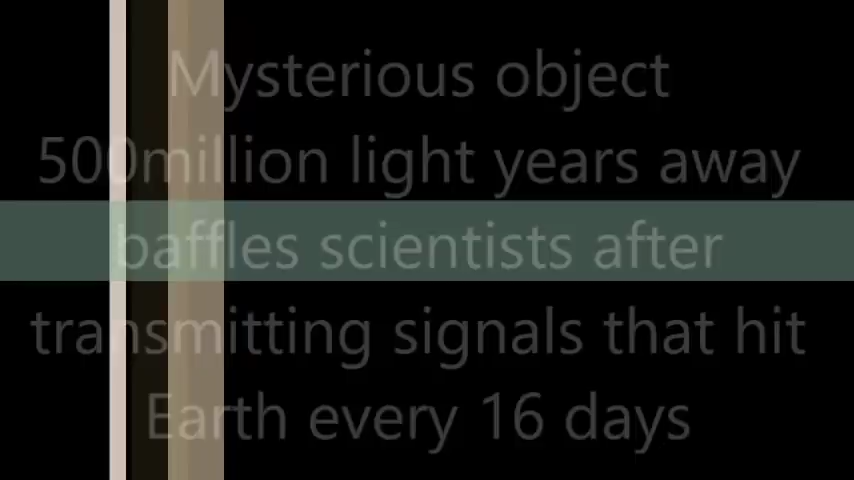 Mysterious object
500million light years away
baffles scientists after
transmitting signals that hit
Earth every 16 days